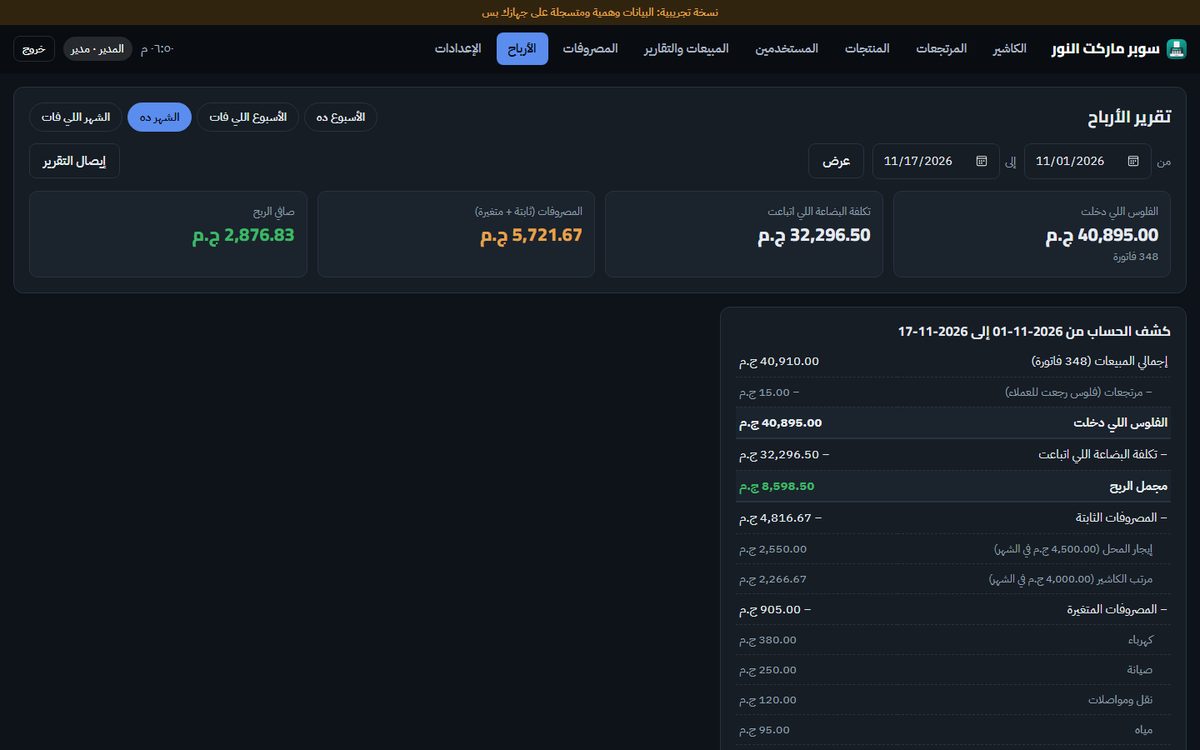 نسخة تجريبية: البيانات وهمية ومتسجلة على جهازك بس
سوبر ماركت النور
الكاشير
المرتجعات
المنتجات
المستخدمين
المبيعات والتقارير
المصروفات
الأرباح
الإعدادات
٠٦:٥٠ م
المدير · مدير
خروج
تقرير الأرباح
الأسبوع ده
الأسبوع اللي فات
الشهر ده
الشهر اللي فات
من 11/01/2026 إلى 11/17/2026 عرض
إيصال التقرير
الفلوس اللي دخلت
40,895.00 ج.م
348 فاتورة
تكلفة البضاعة اللي اتباعت
32,296.50 ج.م
المصروفات (ثابتة + متغيرة)
5,721.67 ج.م
صافي الربح
2,876.83 ج.م
كشف الحساب من 2026-11-01 إلى 2026-11-17
إجمالي المبيعات (348 فاتورة) 40,910.00 ج.م
– مرتجعات (فلوس رجعت للعملاء) – 15.00 ج.م
الفلوس اللي دخلت 40,895.00 ج.م
– تكلفة البضاعة اللي اتباعت – 32,296.50 ج.م
مجمل الربح 8,598.50 ج.م
– المصروفات الثابتة – 4,816.67 ج.م
إيجار المحل (4,500.00 ج.م في الشهر) 2,550.00 ج.م
مرتب الكاشير (4,000.00 ج.م في الشهر) 2,266.67 ج.م
– المصروفات المتغيرة – 905.00 ج.م
كهرباء 380.00 ج.م
صيانة 250.00 ج.م
نقل ومواصلات 120.00 ج.م
مياه 95.00 ج.م